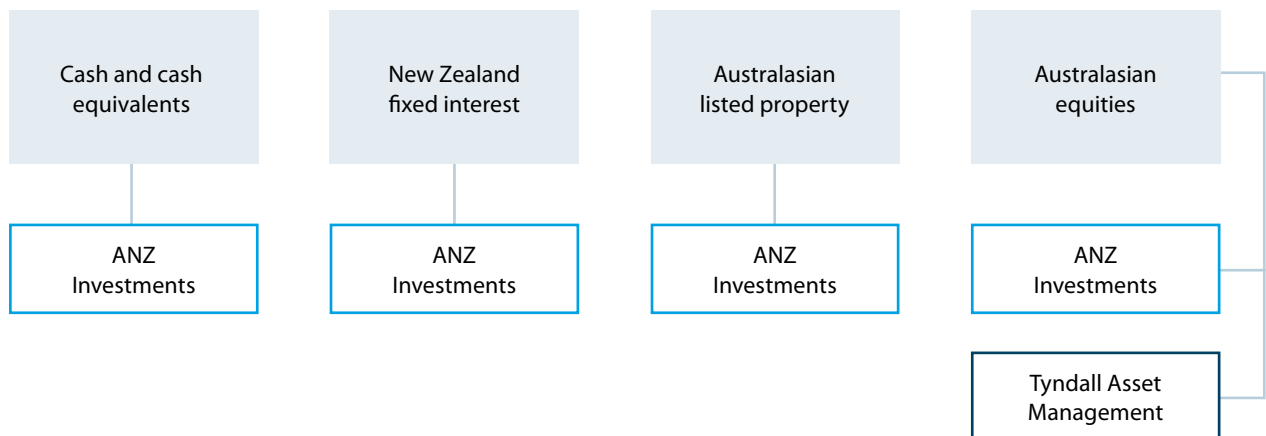 Cash and cash
equivalents
New Zealand
fixed interest
Australasian
listed property
Australasian
equities
ANZ
Investments
ANZ
Investments
ANZ
Investments
ANZ
Investments
Tyndall Asset
Management